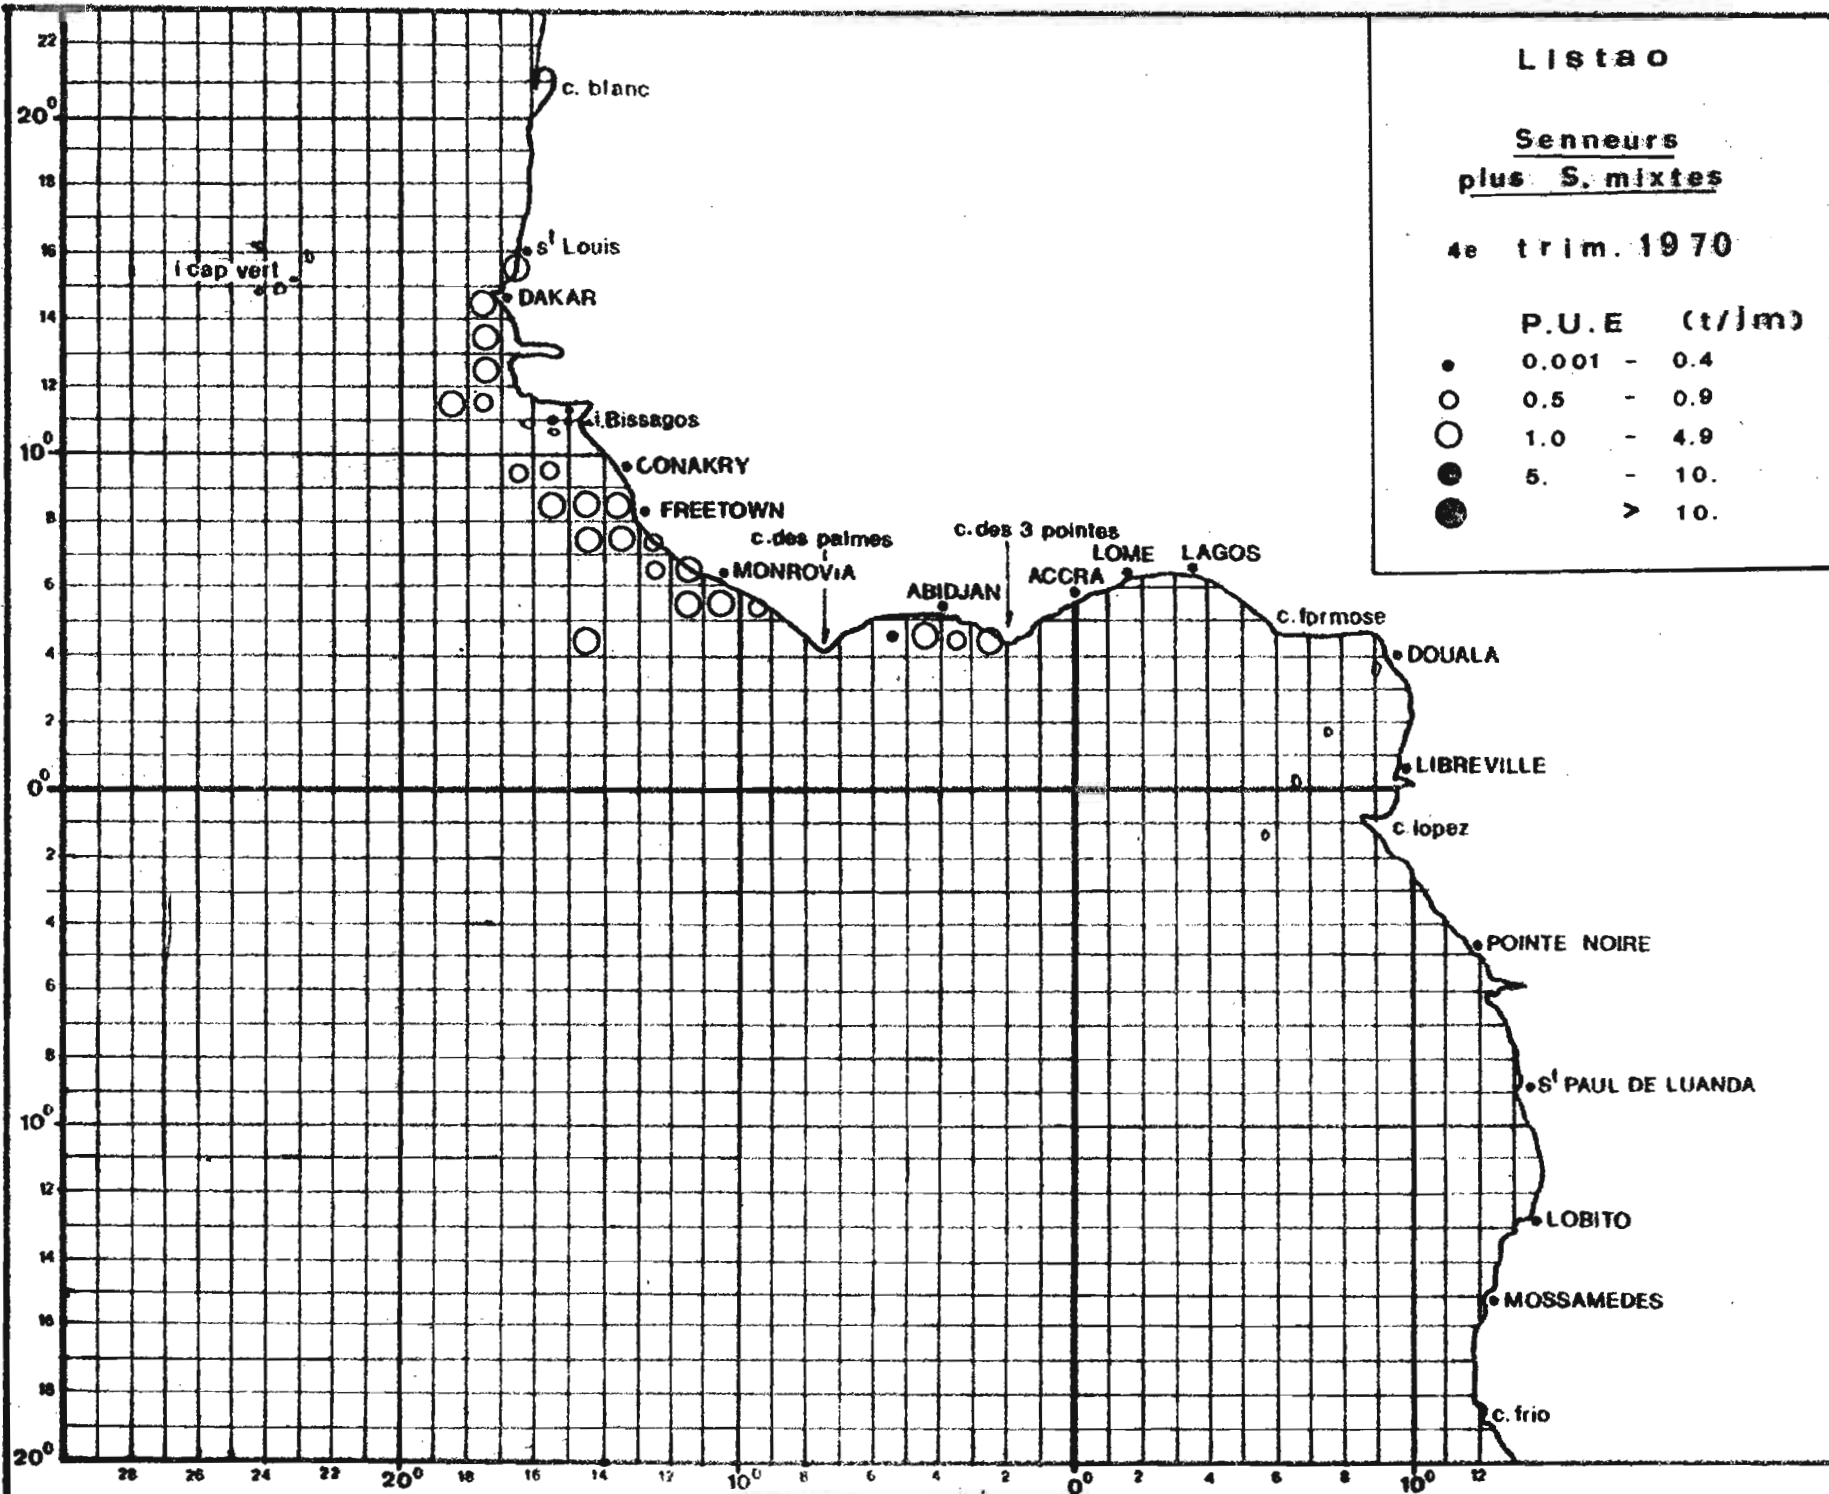 Listao
Senneurs
plus S. mixtes
4e trim. 1970
P.U.E (t/jm)
0.001 - 0.4
0.5 - 0.9
1.0 - 4.9
5. - 10.
> 10.
c. blanc
st Louis
i cap vert
DAKAR
i.Bissagos
CONAKRY
FREETOWN
c.des palmes
c.des 3 pointes
LOME LAGOS
MONROVIA
ACCRA
ABIDJAN
c.formose
DOUALA
LIBREVILLE
c.lopez
POINTE NOIRE
St PAUL DE LUANDA
LOBITO
MOSSAMEDES
c. frio
22
20°
18
16
14
12
10°
8
6
4
2
0°
2
4
6
8
10°
12
14
16
18
20°
28 26 24 22 20° 18 16 14 12 10° 8 6 4 2 0° 2 4 6 8 10° 12